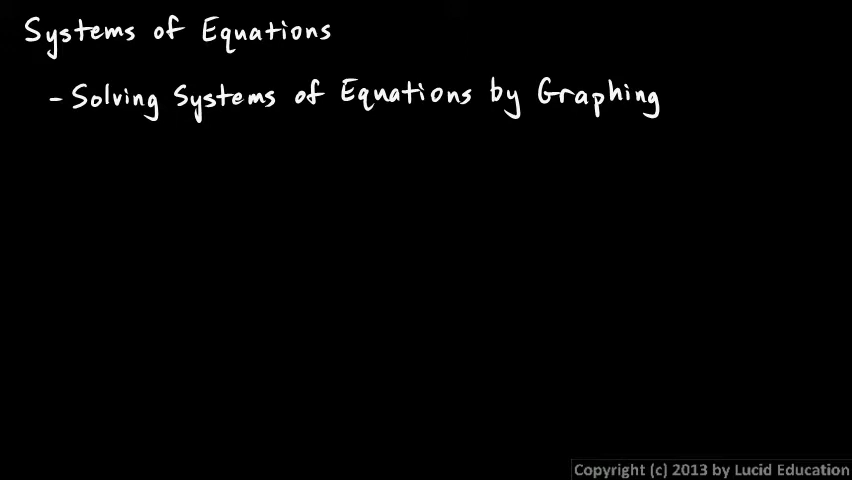 Systems of Equations
- Solving Systems of Equations by Graphing
Copyright (c) 2013 by Lucid Education